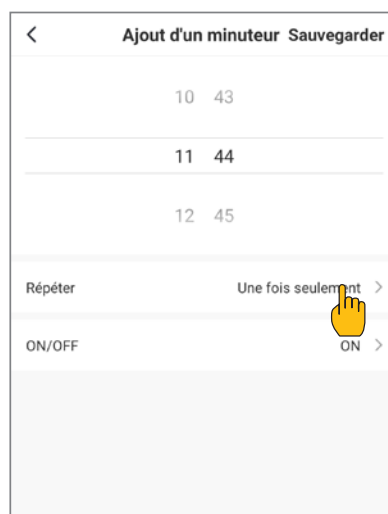 Ajout d'un minuteur Sauvegarder
10 43
11 44
12 45
Répéter Une fois seulement
ON/OFF ON